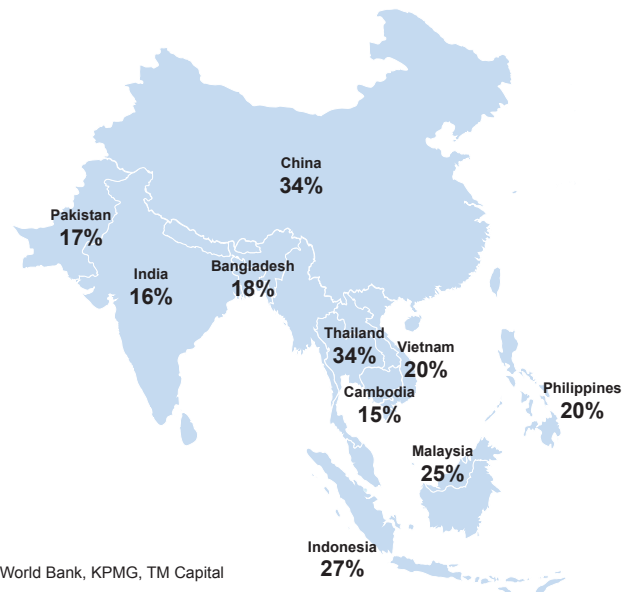 China
34%
Pakistan
17%
India
16%
Bangladesh
18%
Thailand
34%
Vietnam
20%
Cambodia
15%
Philippines
20%
Malaysia
25%
Indonesia
27%
World Bank, KPMG, TM Capital